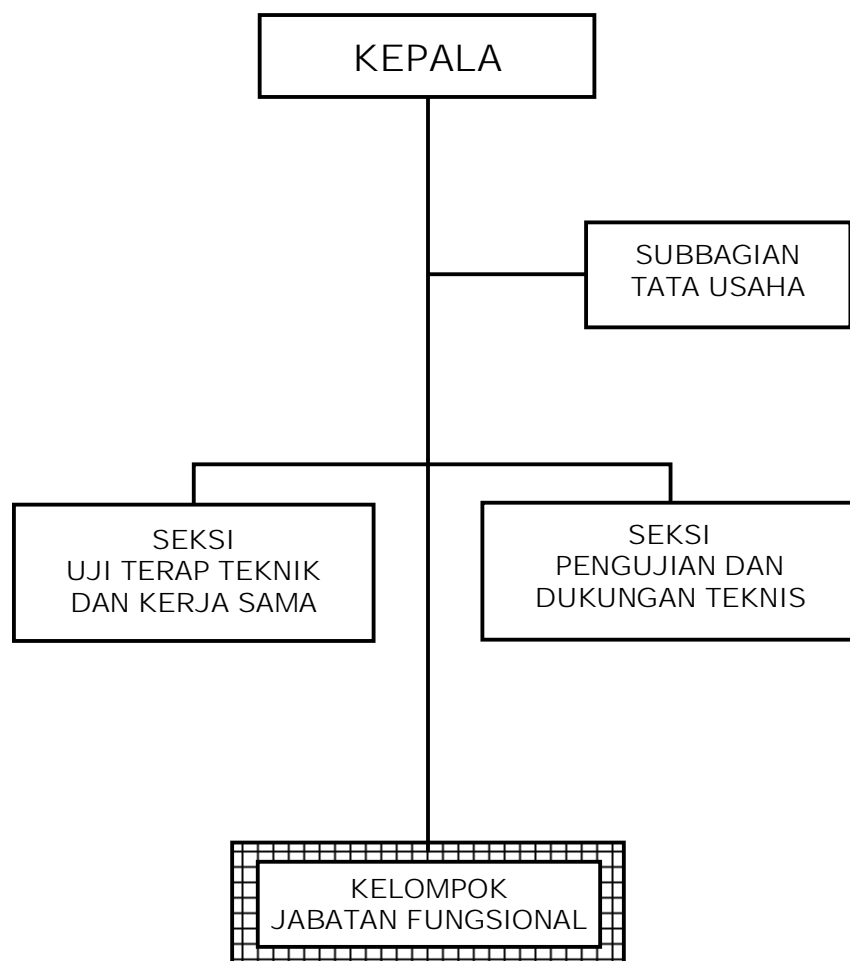 KEPALA
SUBBAGIAN
TATA USAHA
SEKSI
UJI TERAP TEKNIK
DAN KERJA SAMA
SEKSI
PENGUJIAN DAN
DUKUNGAN TEKNIS
KELOMPOK
JABATAN FUNGSIONAL